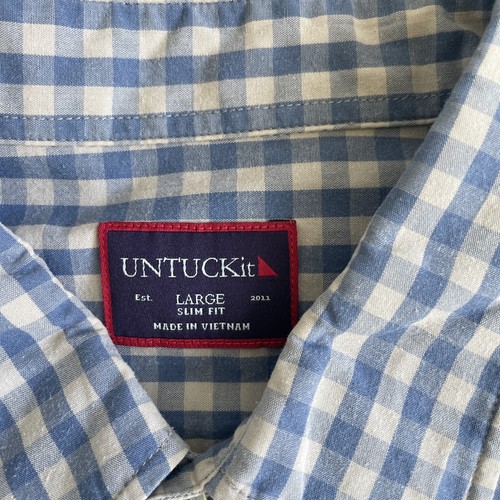 UNTUCKit
Est. LARGE 2011
SLIM FIT
MADE IN VIETNAM